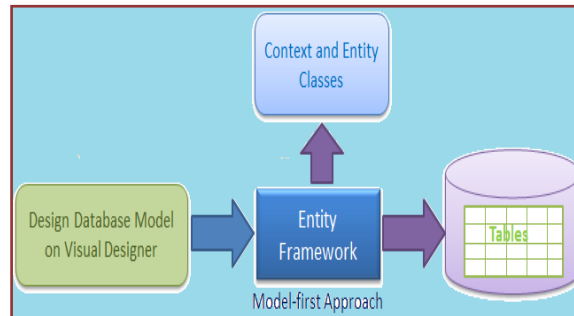 Context and Entity
Classes
Design Database Model
on Visual Designer
Entity
Framework
Tables
Model-first Approach